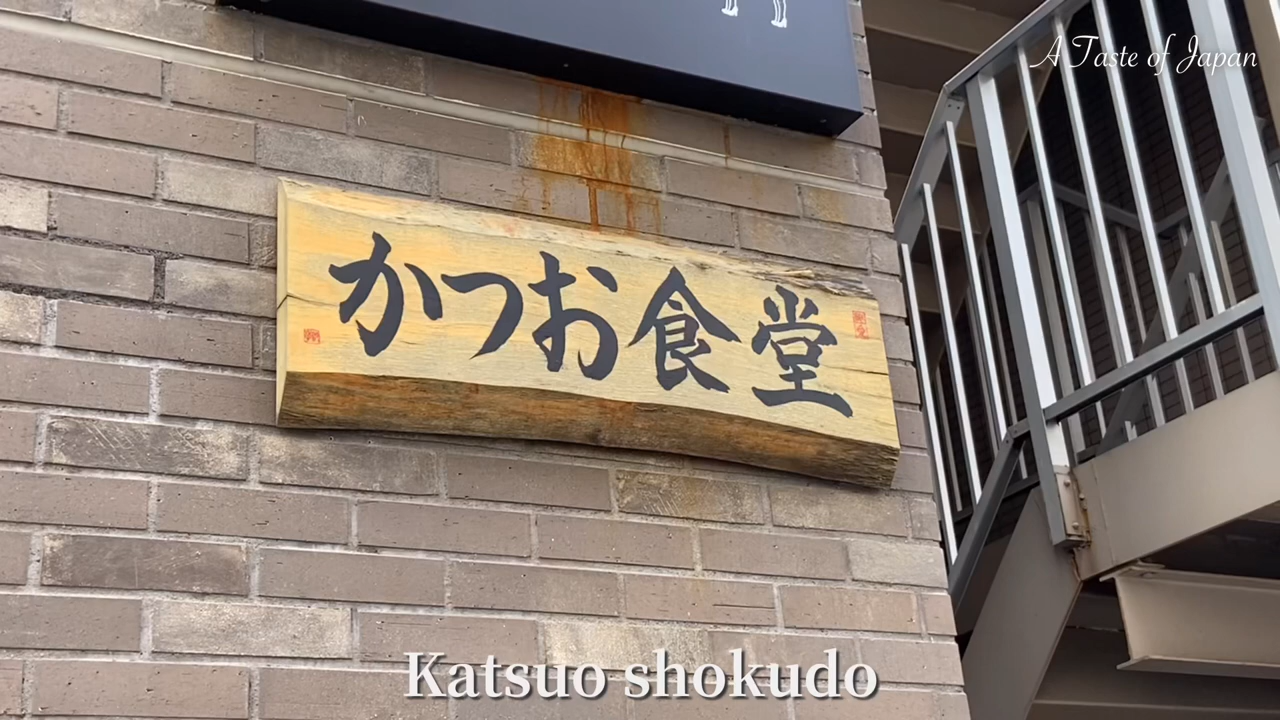 A Taste of Japan
かつお食堂
Katsuo shokudo